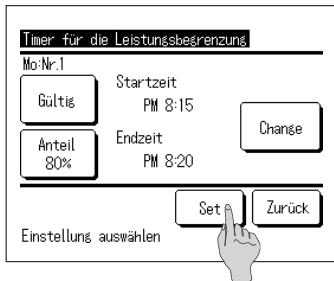 Timer für die Leistungsbegrenzung
Mo:Nr.1
Gültig
Startzeit
PM 8:15
Change
Anteil
80%
Endzeit
PM 8:20
Set
Zurück
Einstellung auswählen